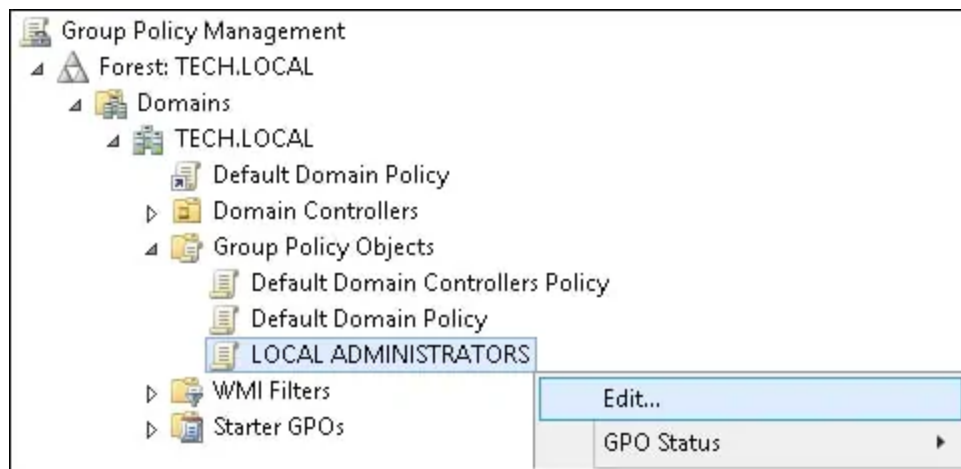 Group Policy Management
Forest: TECH.LOCAL
Domains
TECH.LOCAL
Default Domain Policy
Domain Controllers
Group Policy Objects
Default Domain Controllers Policy
Default Domain Policy
LOCAL ADMINISTRATORS
WMI Filters
Edit...
Starter GPOs
GPO Status